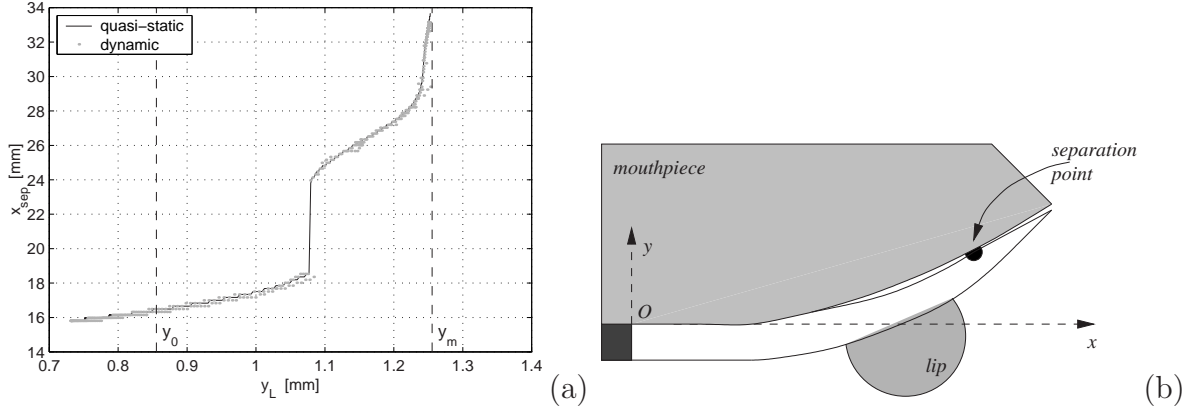 34
32
30
28
26
24
22
20
18
16
14
x_sep [mm]
quasi-static
dynamic
y_0
y_m
0.7 0.8 0.9 1 1.1 1.2 1.3 1.4
y_L [mm]
(a)
mouthpiece
separation
point
y
O
x
lip
(b)